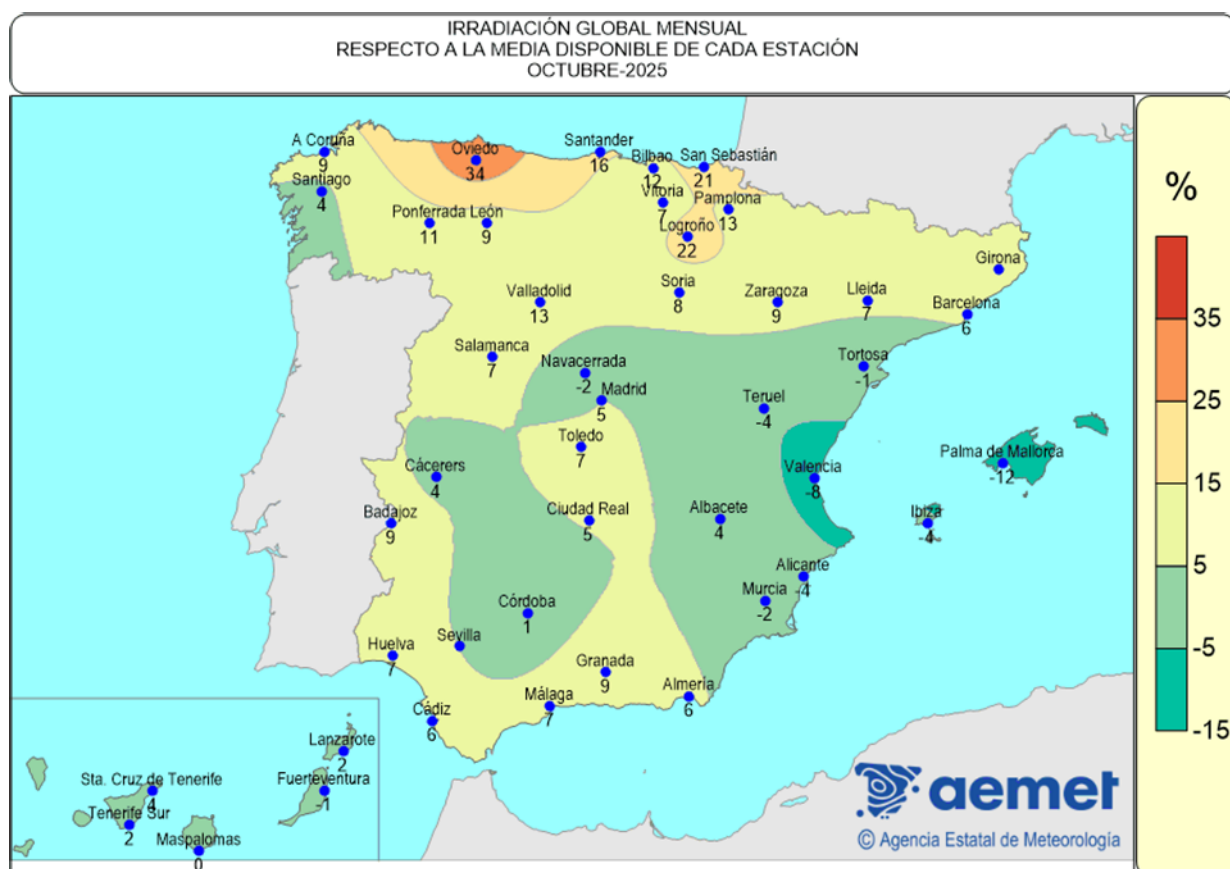 IRRADIACIÓN GLOBAL MENSUAL
RESPECTO A LA MEDIA DISPONIBLE DE CADA ESTACIÓN
OCTUBRE-2025
A Coruña
9
Oviedo
34
Santander
16
Bilbao
12
San Sebastián
21
Santiago
4
Vitoria
7
Pamplona
13
Ponferrada
11
León
9
Logroño
22
Girona
Valladolid
13
Soria
8
Zaragoza
9
Lleida
7
Barcelona
6
Salamanca
7
Navacerrada
-2
Madrid
5
Tortosa
-1
Teruel
-4
Toledo
7
Cácerers
4
Valencia
-8
Palma de Mallorca
-12
Badajoz
9
Ciudad Real
5
Albacete
4
Ibiza
-4
Alicante
-4
Murcia
-2
Córdoba
1
Sevilla
Huelva
7
Granada
9
Almería
6
Málaga
7
Cádiz
6
Lanzarote
2
Sta. Cruz de Tenerife
4
Fuerteventura
-1
Tenerife Sur
2
Maspalomas
0
aemet
© Agencia Estatal de Meteorología
%
35
25
15
5
-5
-15